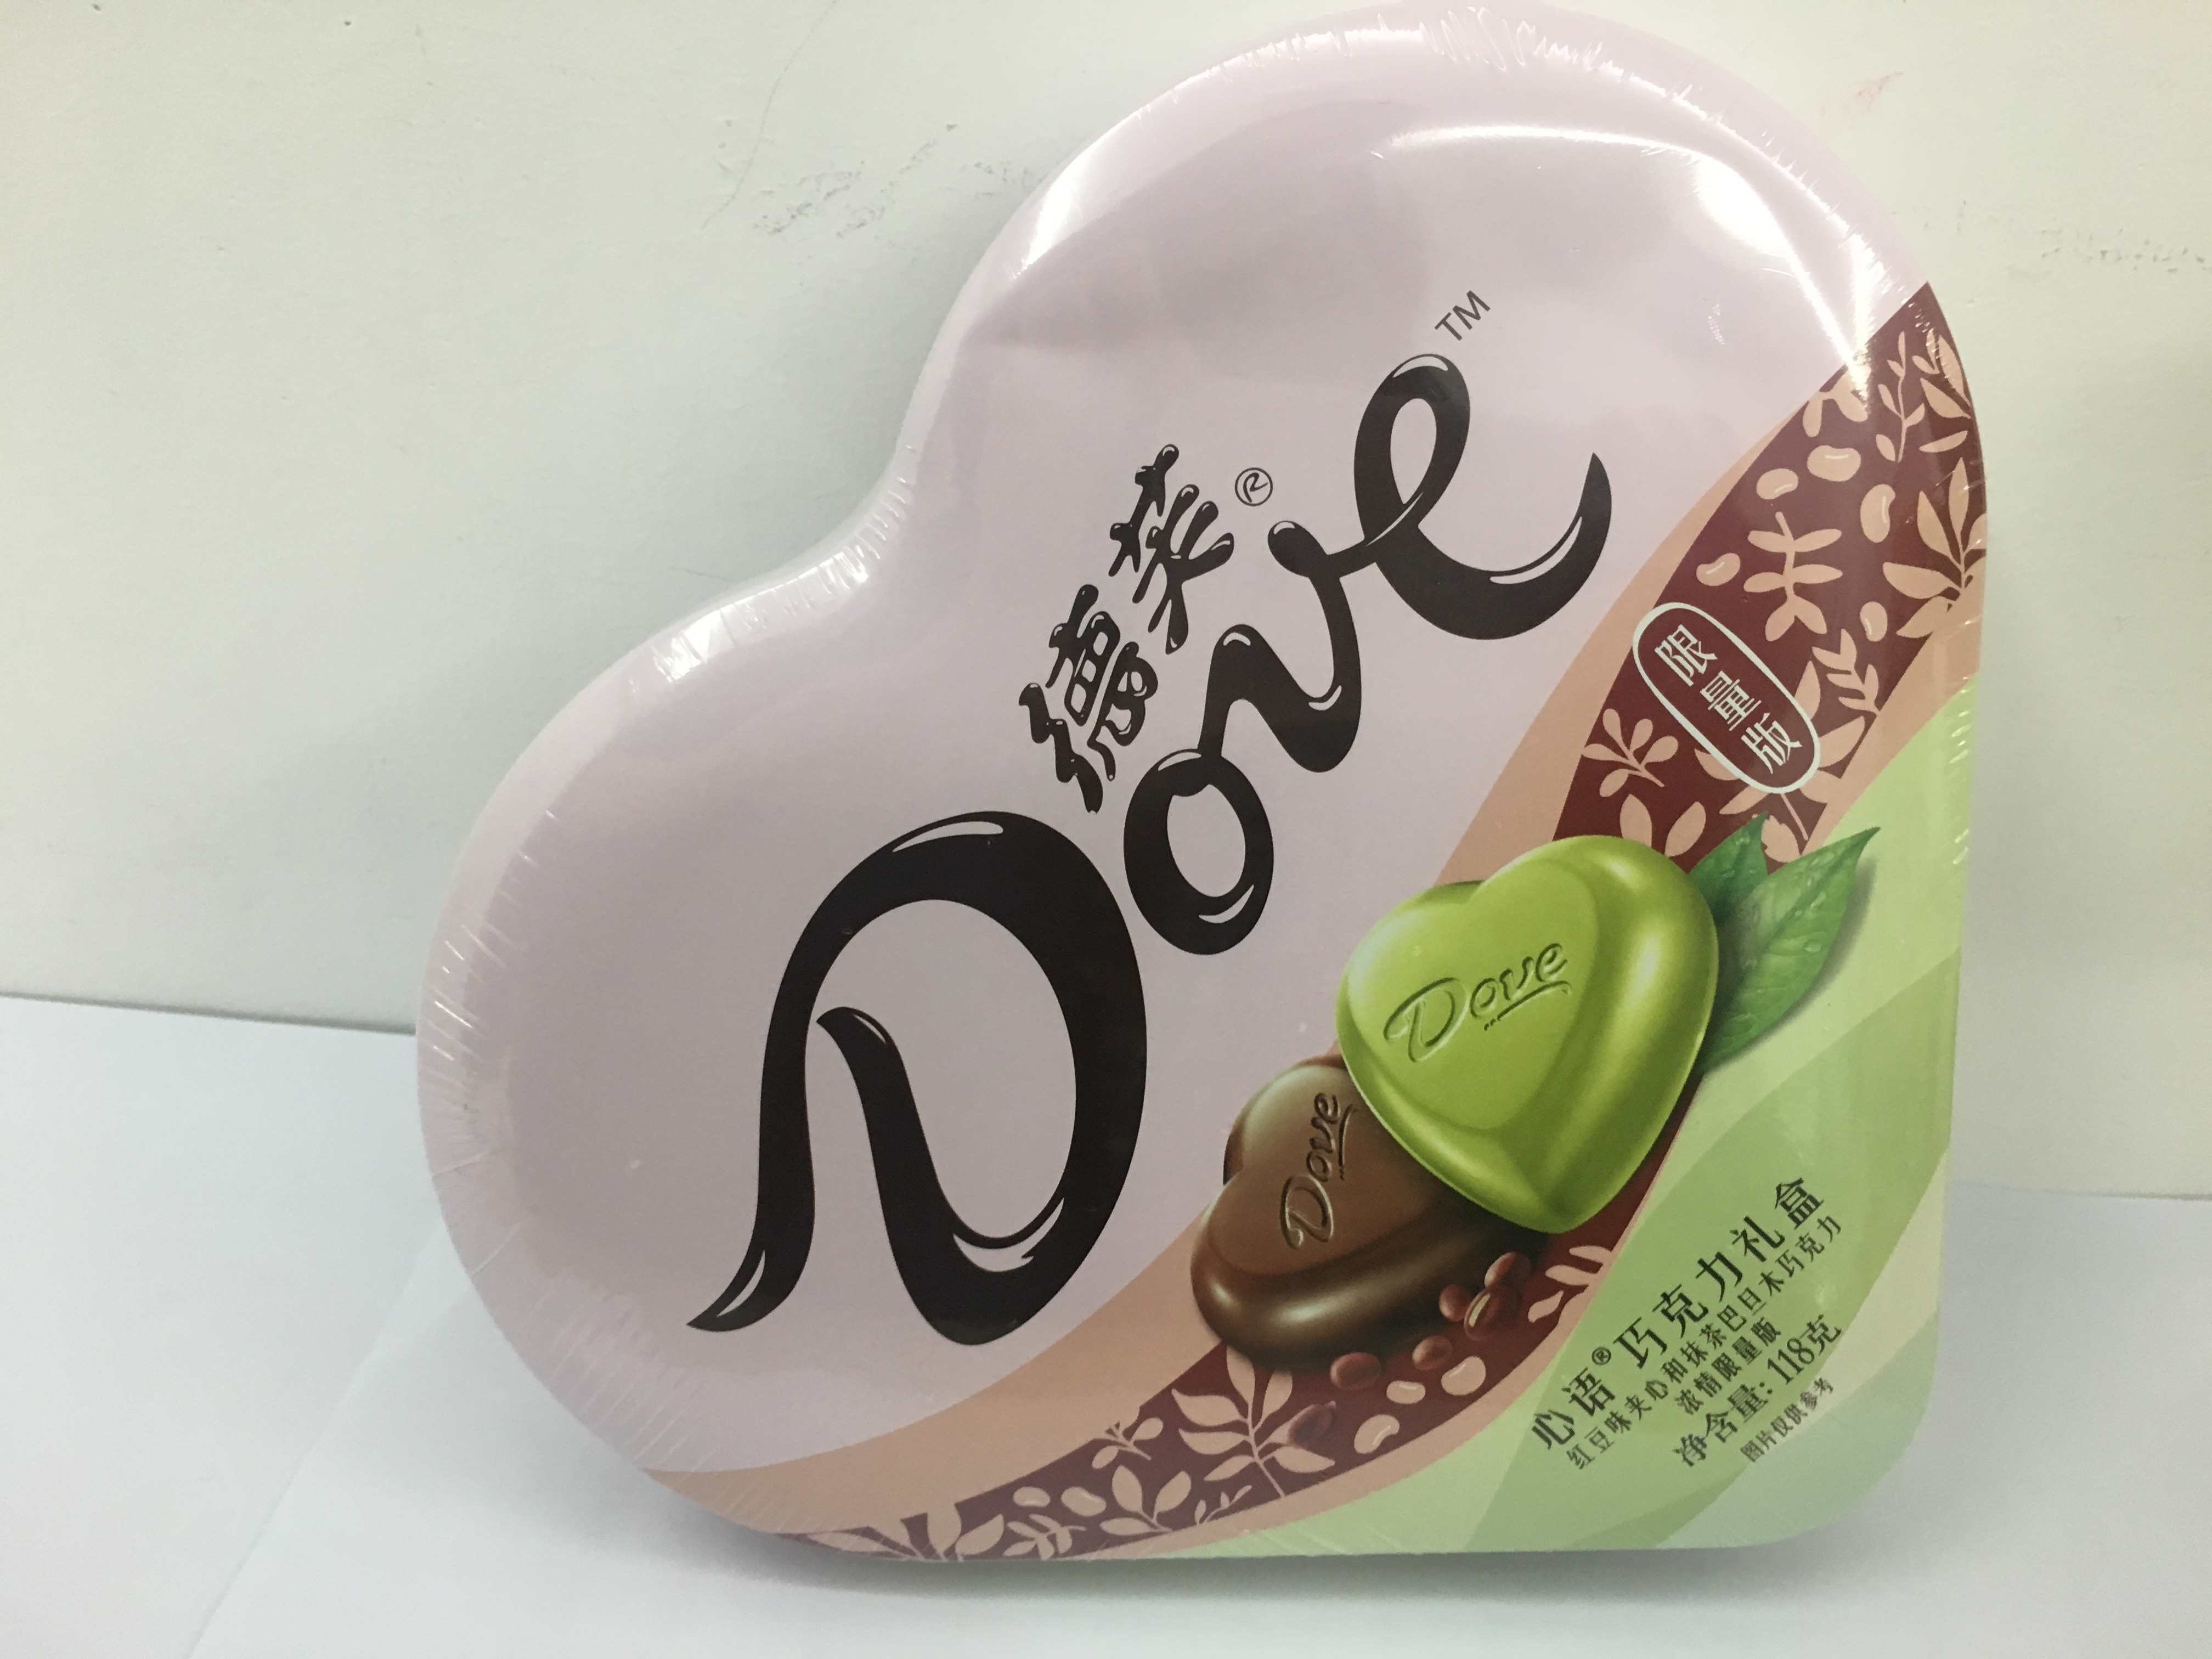 德芙®
Dove™
限量版
Dove
Dove
心语®巧克力礼盒
红豆味夹心和抹茶巴旦木巧克力
浓情限量版
净含量：118克
图片仅供参考